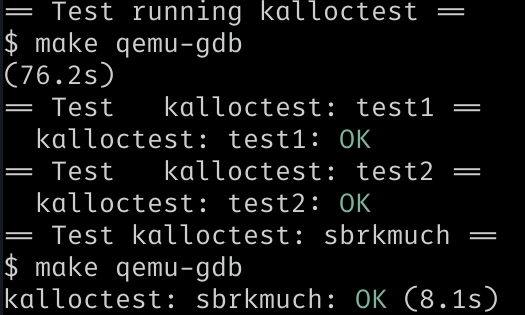 == Test running kalloctest ==
$ make qemu-gdb
(76.2s)
== Test   kalloctest: test1 ==
  kalloctest: test1: OK
== Test   kalloctest: test2 ==
  kalloctest: test2: OK
== Test kalloctest: sbrkmuch ==
$ make qemu-gdb
kalloctest: sbrkmuch: OK (8.1s)